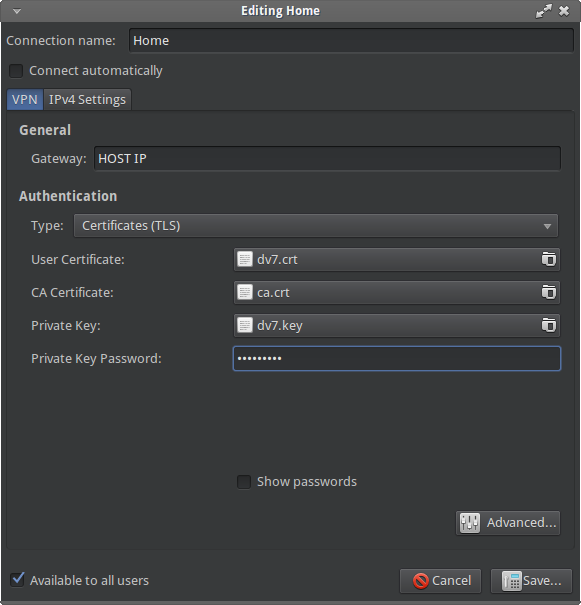 Editing Home
Connection name: Home
Connect automatically
VPN IPv4 Settings
General
Gateway: HOST IP
Authentication
Type: Certificates (TLS)
User Certificate: dv7.crt
CA Certificate: ca.crt
Private Key: dv7.key
Private Key Password: •••••••••
Show passwords
Advanced...
Available to all users Cancel Save...